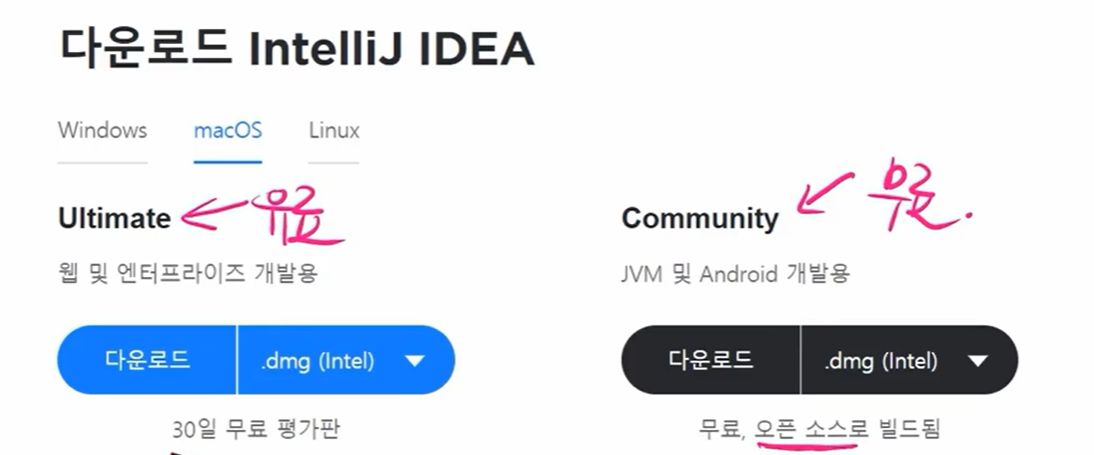 다운로드 IntelliJ IDEA
Windows macOS Linux
Ultimate 유료
웹 및 엔터프라이즈 개발용
다운로드 .dmg (Intel)
30일 무료 평가판
Community 무료.
JVM 및 Android 개발용
다운로드 .dmg (Intel)
무료, 오픈 소스로 빌드됨